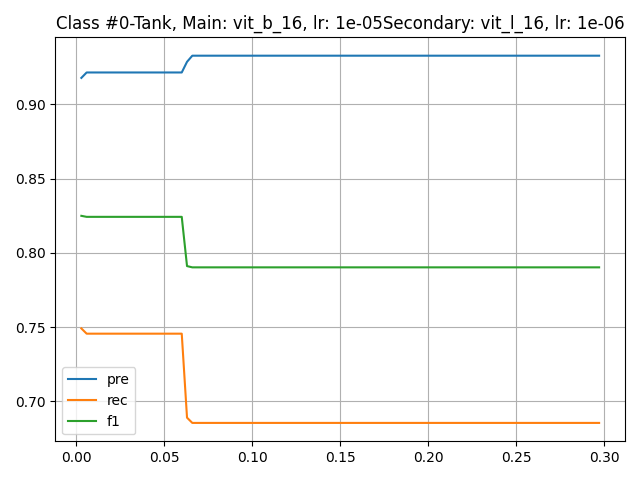 Class #0-Tank, Main: vit_b_16, lr: 1e-05Secondary: vit_l_16, lr: 1e-06
0.90
0.85
0.80
0.75
0.70
pre
rec
f1
0.00 0.05 0.10 0.15 0.20 0.25 0.30